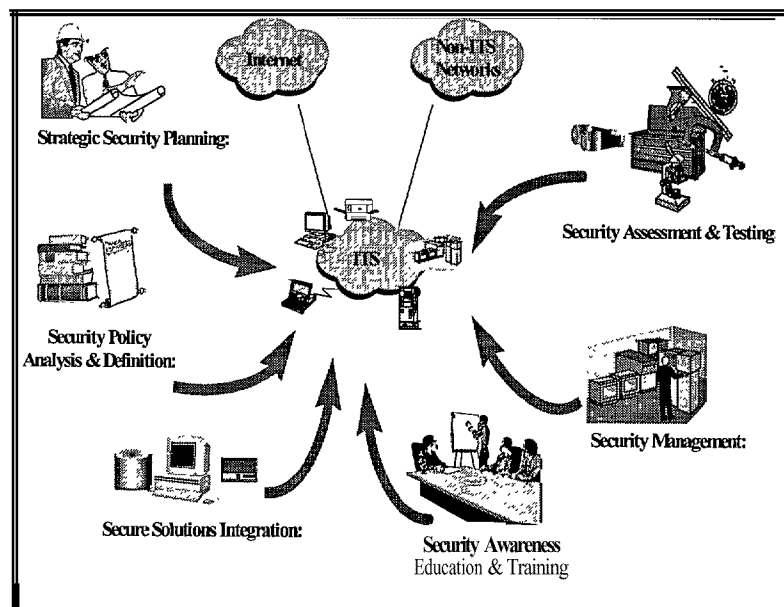 Internet
Non-ITS
Networks
Strategic Security Planning:
Security Assessment & Testing
ITS
Security Policy
Analysis & Definition:
Security Management:
Secure Solutions Integration:
Security Awareness
Education & Training